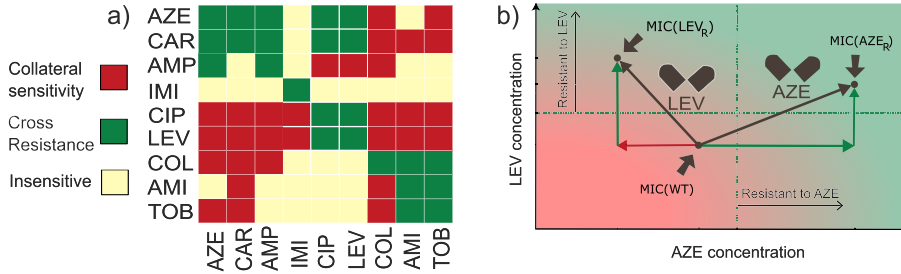 a)
Collateral
sensitivity
Cross
Resistance
Insensitive
AZE
CAR
AMP
IMI
CIP
LEV
COL
AMI
TOB
AZE
CAR
AMP
IMI
CIP
LEV
COL
AMI
TOB
b)
LEV concentration
Resistant to LEV
MIC(LEV_R)
LEV
AZE
MIC(AZE_R)
MIC(WT)
Resistant to AZE
AZE concentration